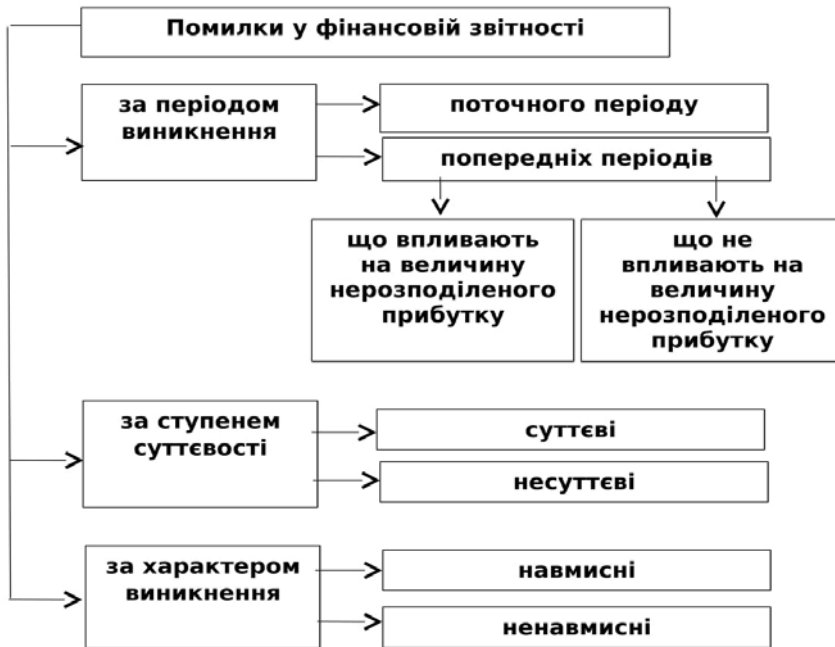 Помилки у фінансовій звітності
за періодом
виникнення
поточного періоду
попередніх періодів
що впливають
на величину
нерозподіленого
прибутку
що не
впливають на
величину
нерозподіленого
прибутку
за ступенем
суттєвості
суттєві
несуттєві
за характером
виникнення
навмисні
ненавмисні